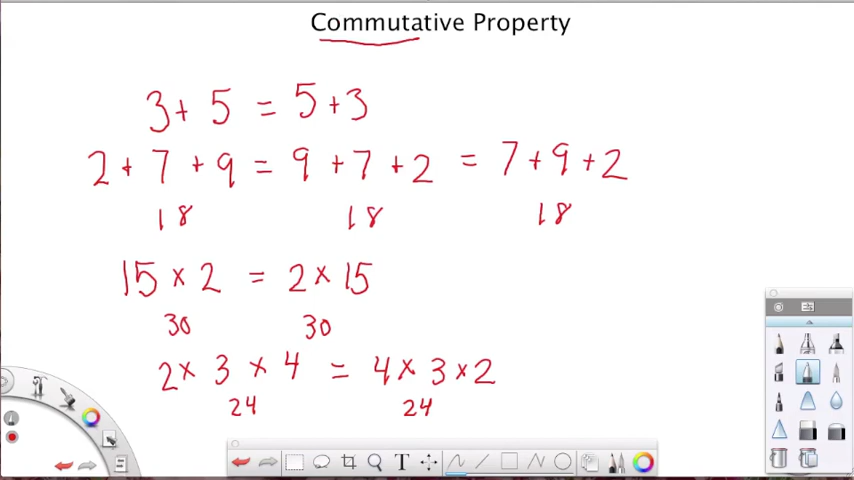 Commutative Property
3 + 5 = 5 + 3
2 + 7 + 9 = 9 + 7 + 2 = 7 + 9 + 2
18 18 18
15 × 2 = 2 × 15
30 30
2 × 3 × 4 = 4 × 3 × 2
24 24
T